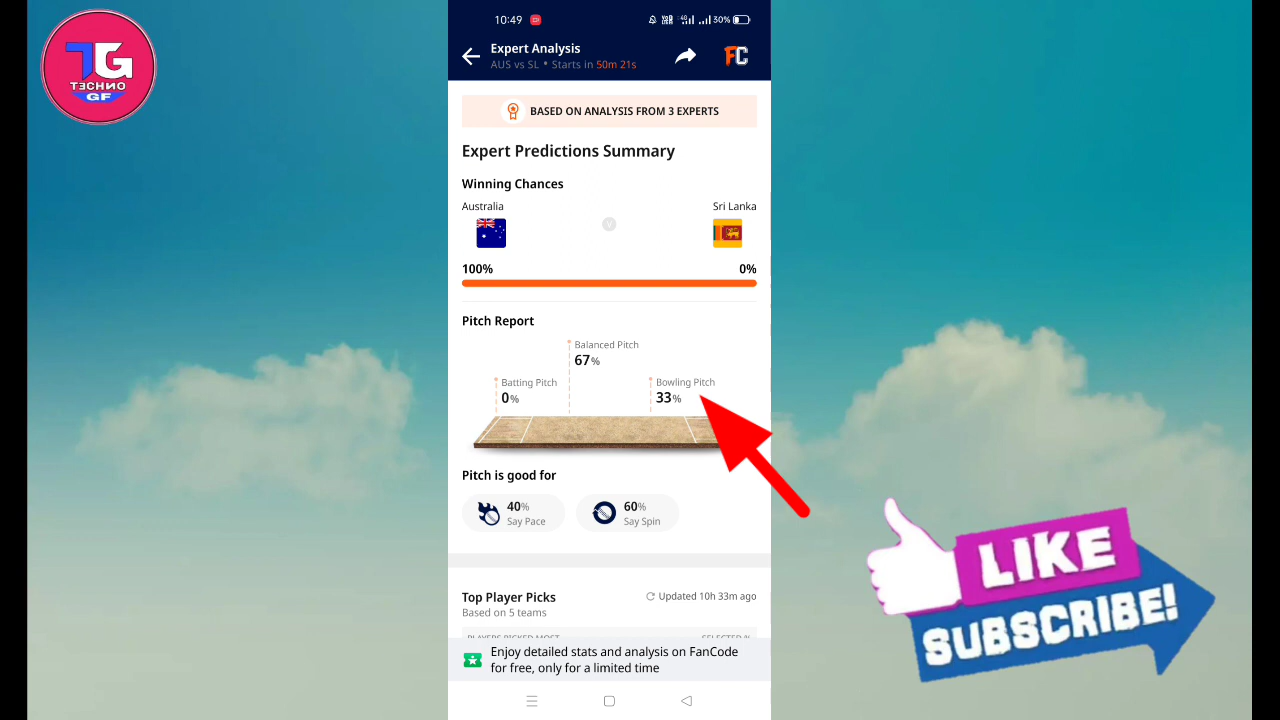 TG
TECHNO
GF
10:49
30%
Expert Analysis
AUS vs SL • Starts in 50m 21s
FC
BASED ON ANALYSIS FROM 3 EXPERTS
Expert Predictions Summary
Winning Chances
Australia
Sri Lanka
V
100%
0%
Pitch Report
Balanced Pitch
67%
Batting Pitch
0%
Bowling Pitch
33%
Pitch is good for
40%
Say Pace
60%
Say Spin
Top Player Picks
Updated 10h 33m ago
Based on 5 teams
PLAYERS PICKED MOST
SELECTED %
Enjoy detailed stats and analysis on FanCode
for free, only for a limited time
LIKE
SUBSCRIBE!